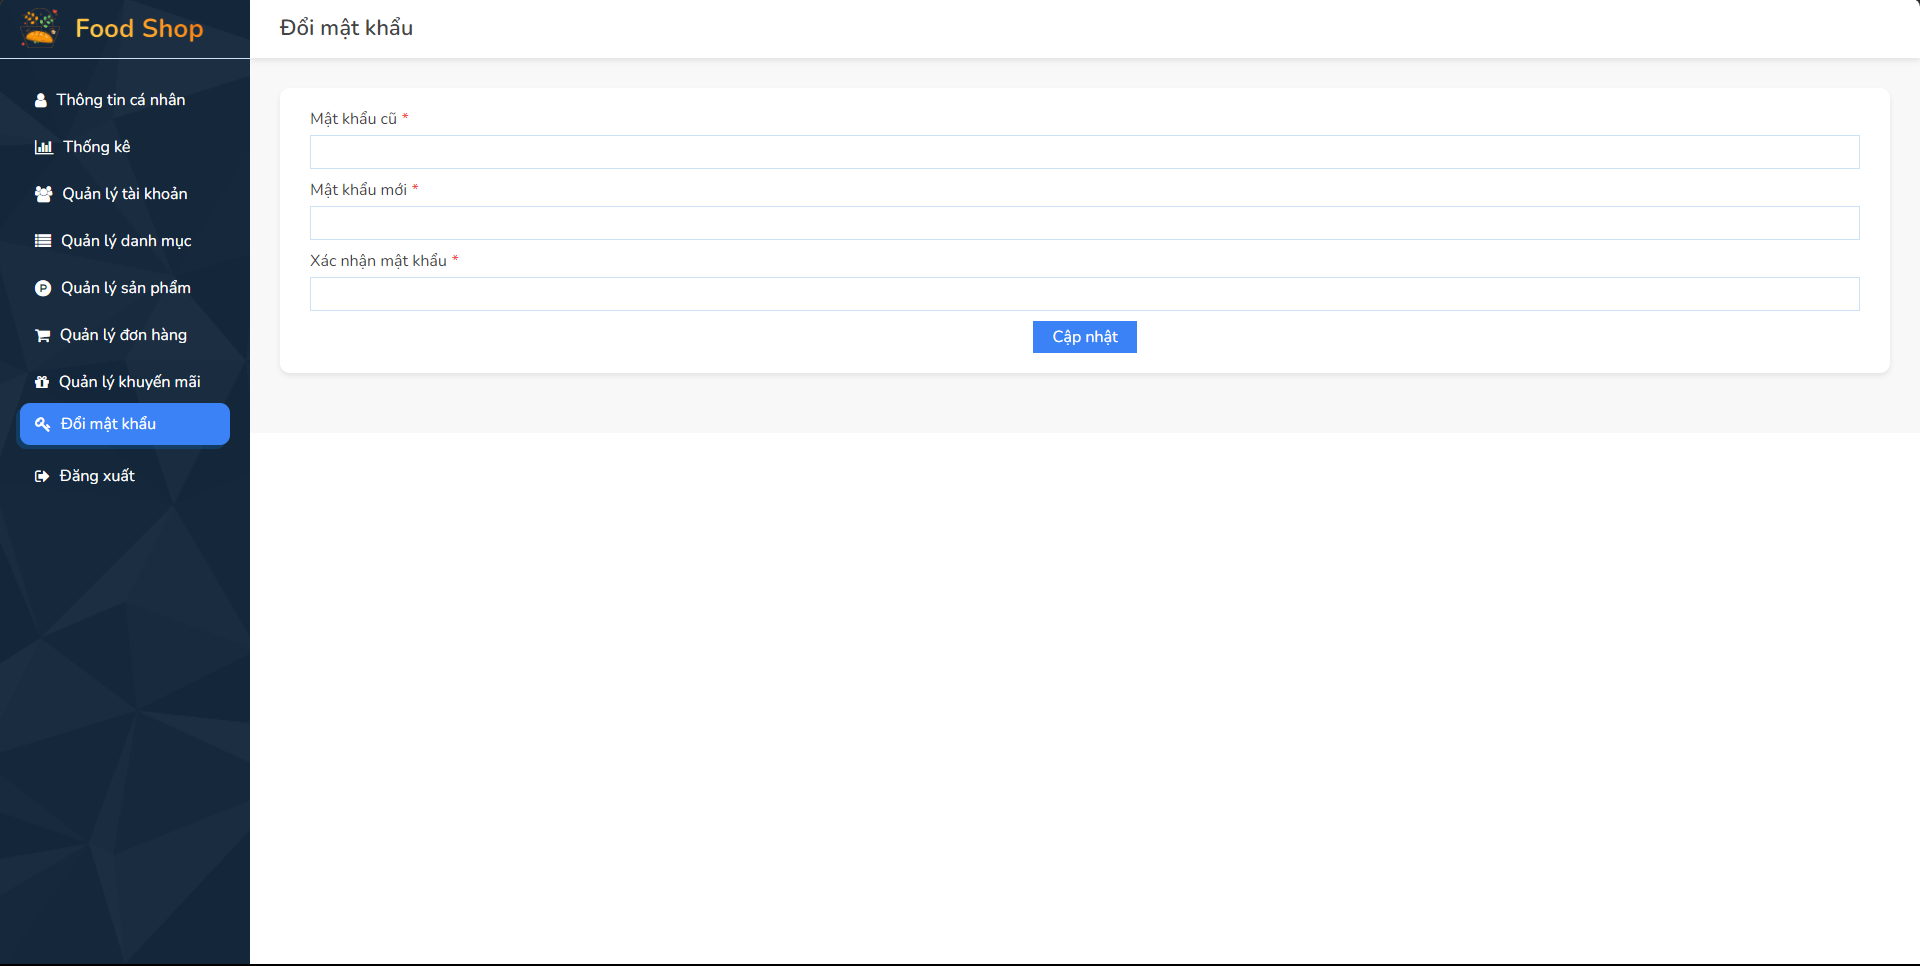 Food Shop
Thông tin cá nhân
Thống kê
Quản lý tài khoản
Quản lý danh mục
Quản lý sản phẩm
Quản lý đơn hàng
Quản lý khuyến mãi
Đổi mật khẩu
Đăng xuất
Đổi mật khẩu
Mật khẩu cũ *
Mật khẩu mới *
Xác nhận mật khẩu *
Cập nhật